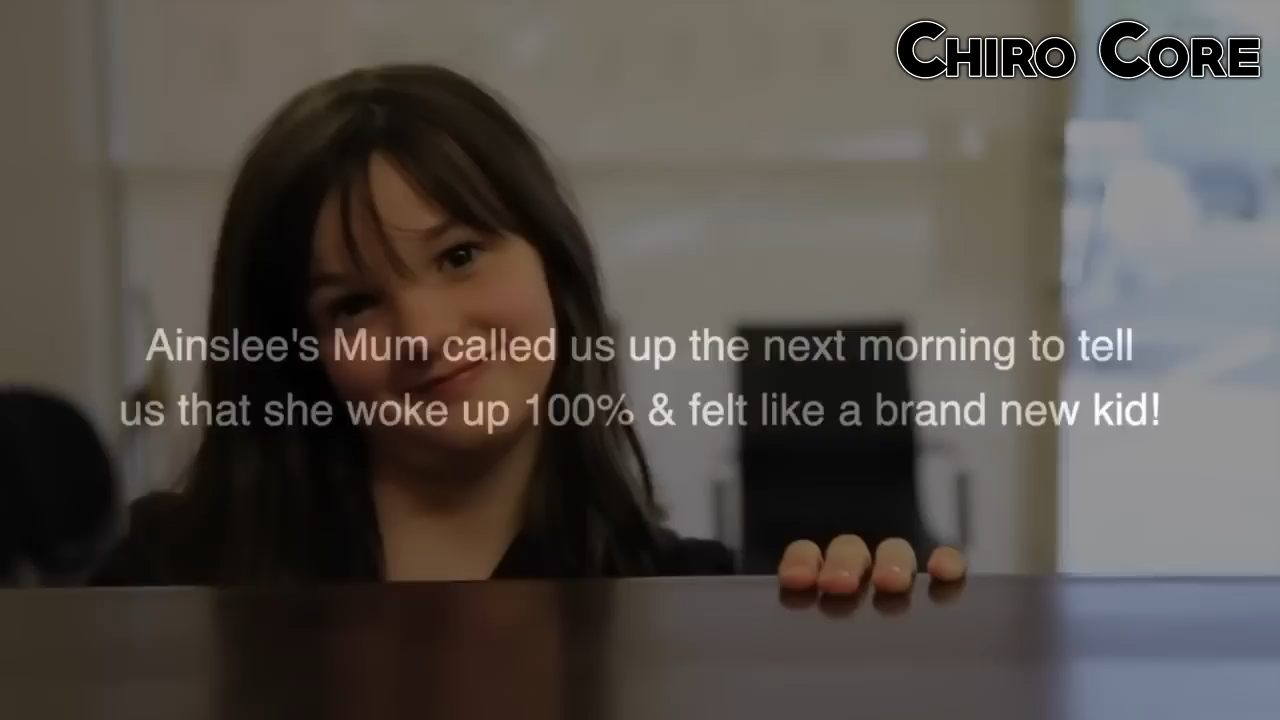 CHIRO CORE
Ainslee's Mum called us up the next morning to tell
us that she woke up 100% & felt like a brand new kid!